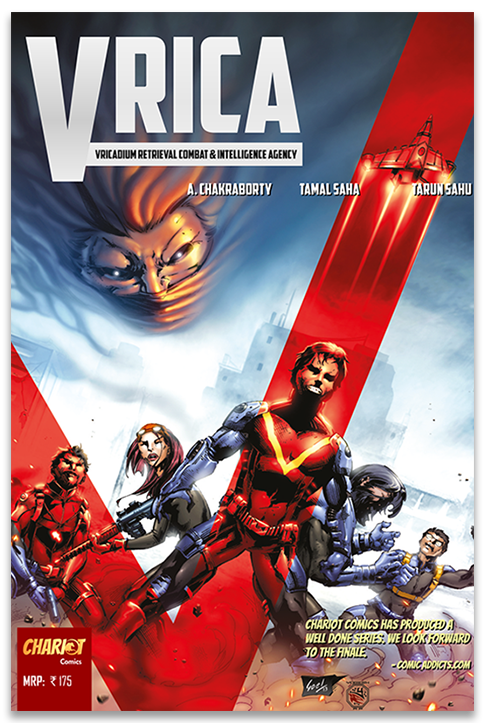 VRICA
VRICADIUM RETRIEVAL COMBAT & INTELLIGENCE AGENCY
A. CHAKRABORTY TAMAL SAHA TARUN SAHU
CHARIOT COMICS HAS PRODUCED A
WELL DONE SERIES. WE LOOK FORWARD
TO THE FINALE.
- COMICADDICTS.COM
CHARIOT
Comics
MRP: ₹ 175